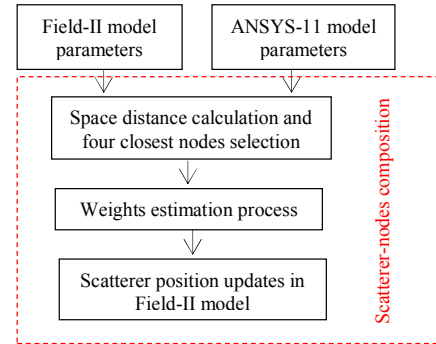 Field-II model
parameters
ANSYS-11 model
parameters
Space distance calculation and
four closest nodes selection
Weights estimation process
Scatterer position updates in
Field-II model
Scatterer-nodes composition